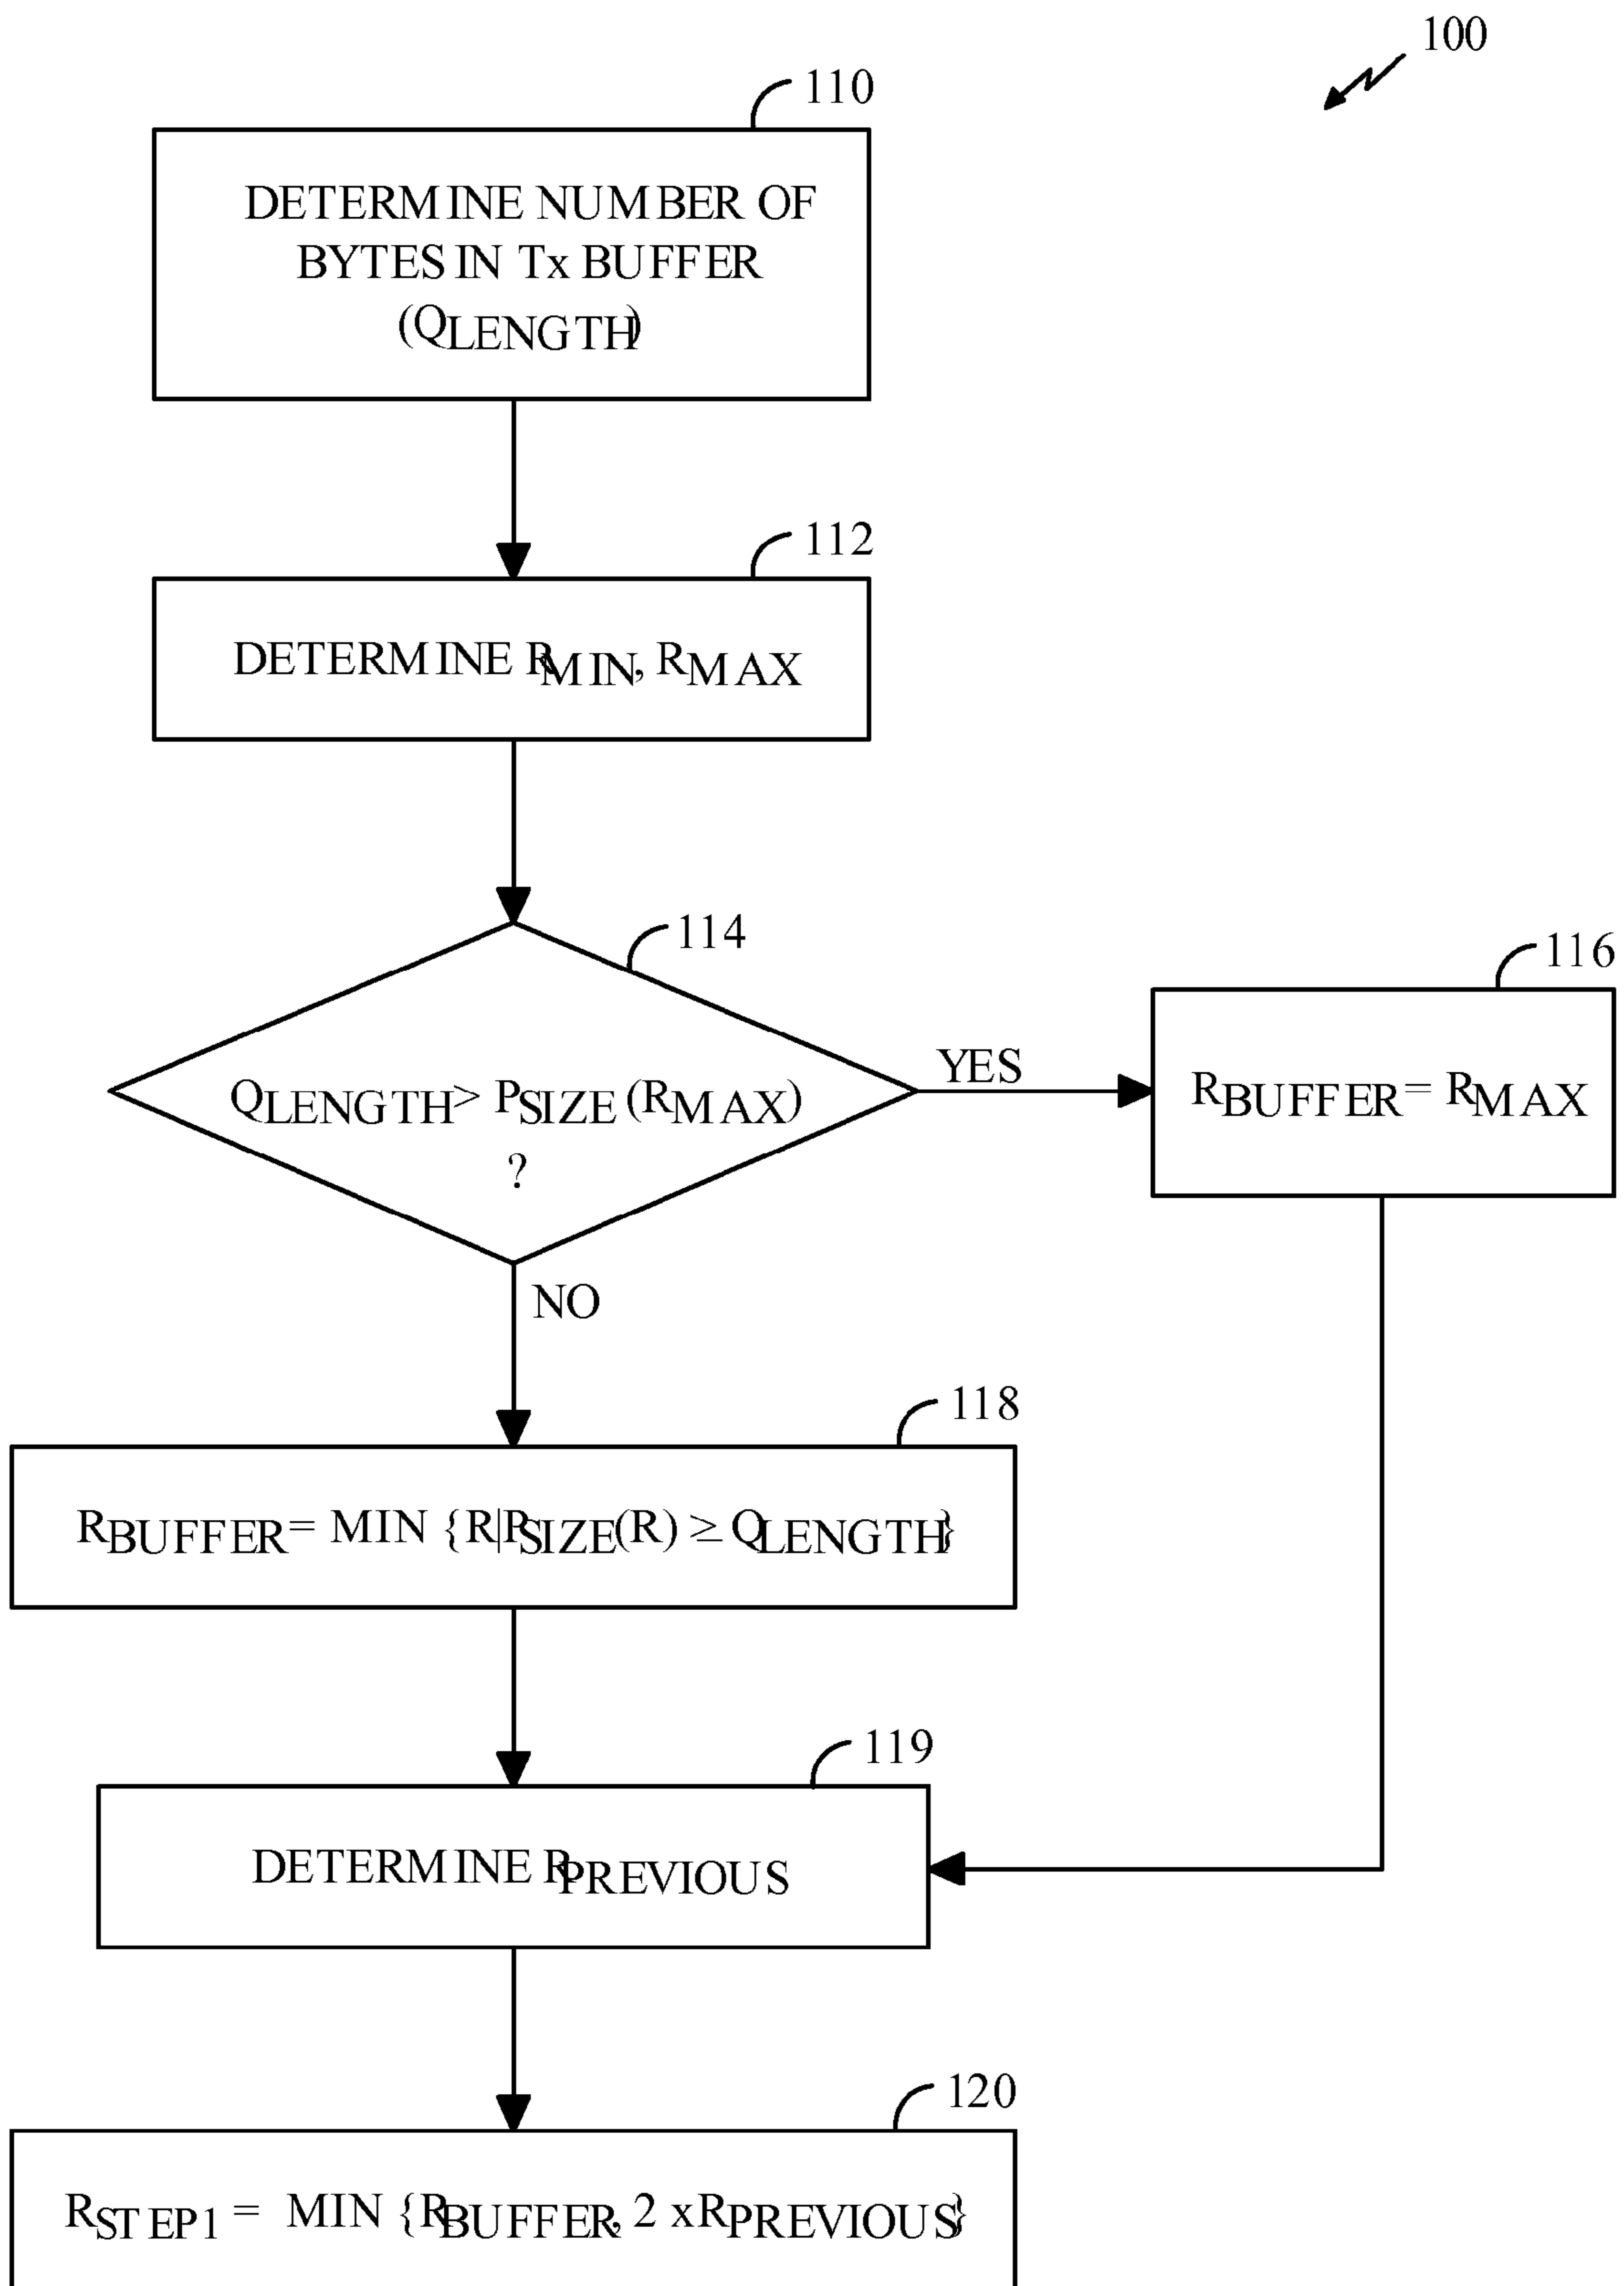 100
110
DETERMINE NUMBER OF
BYTES IN Tx BUFFER
(QLENGTH)
112
DETERMINE RMIN, RMAX
114
QLENGTH> PSIZE (RMAX)
?
YES
116
RBUFFER= RMAX
NO
118
RBUFFER= MIN {R|PSIZE(R) ≥ QLENGTH}
119
DETERMINE RPREVIOUS
120
RSTEP1 = MIN {RBUFFER, 2 xRPREVIOUS}